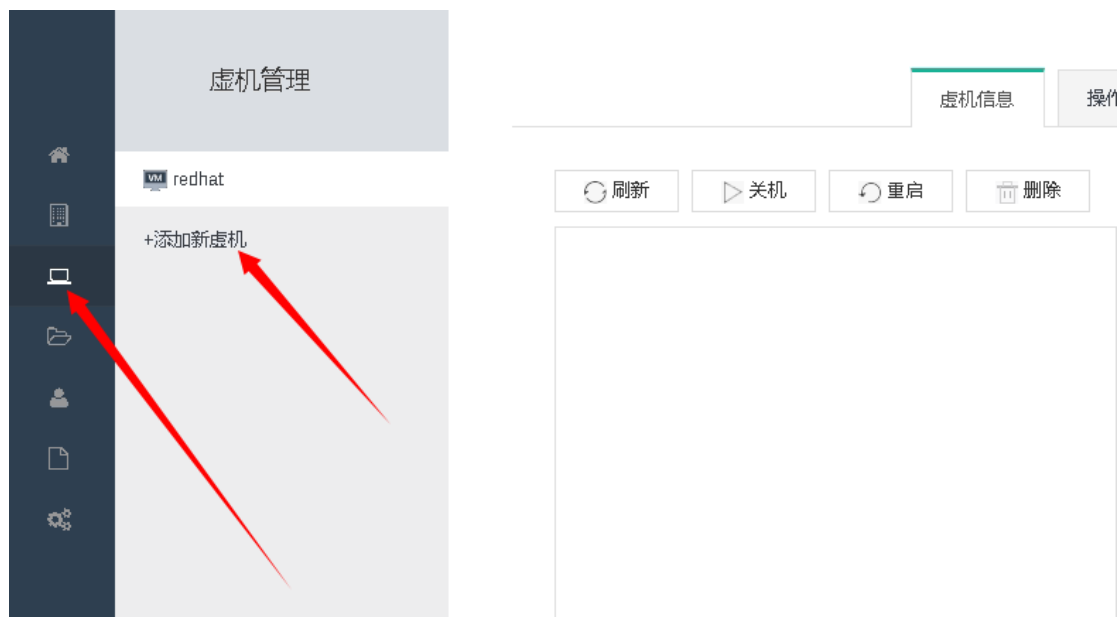 虚机管理
VM redhat
+添加新虚机
虚机信息
操作
刷新
关机
重启
删除